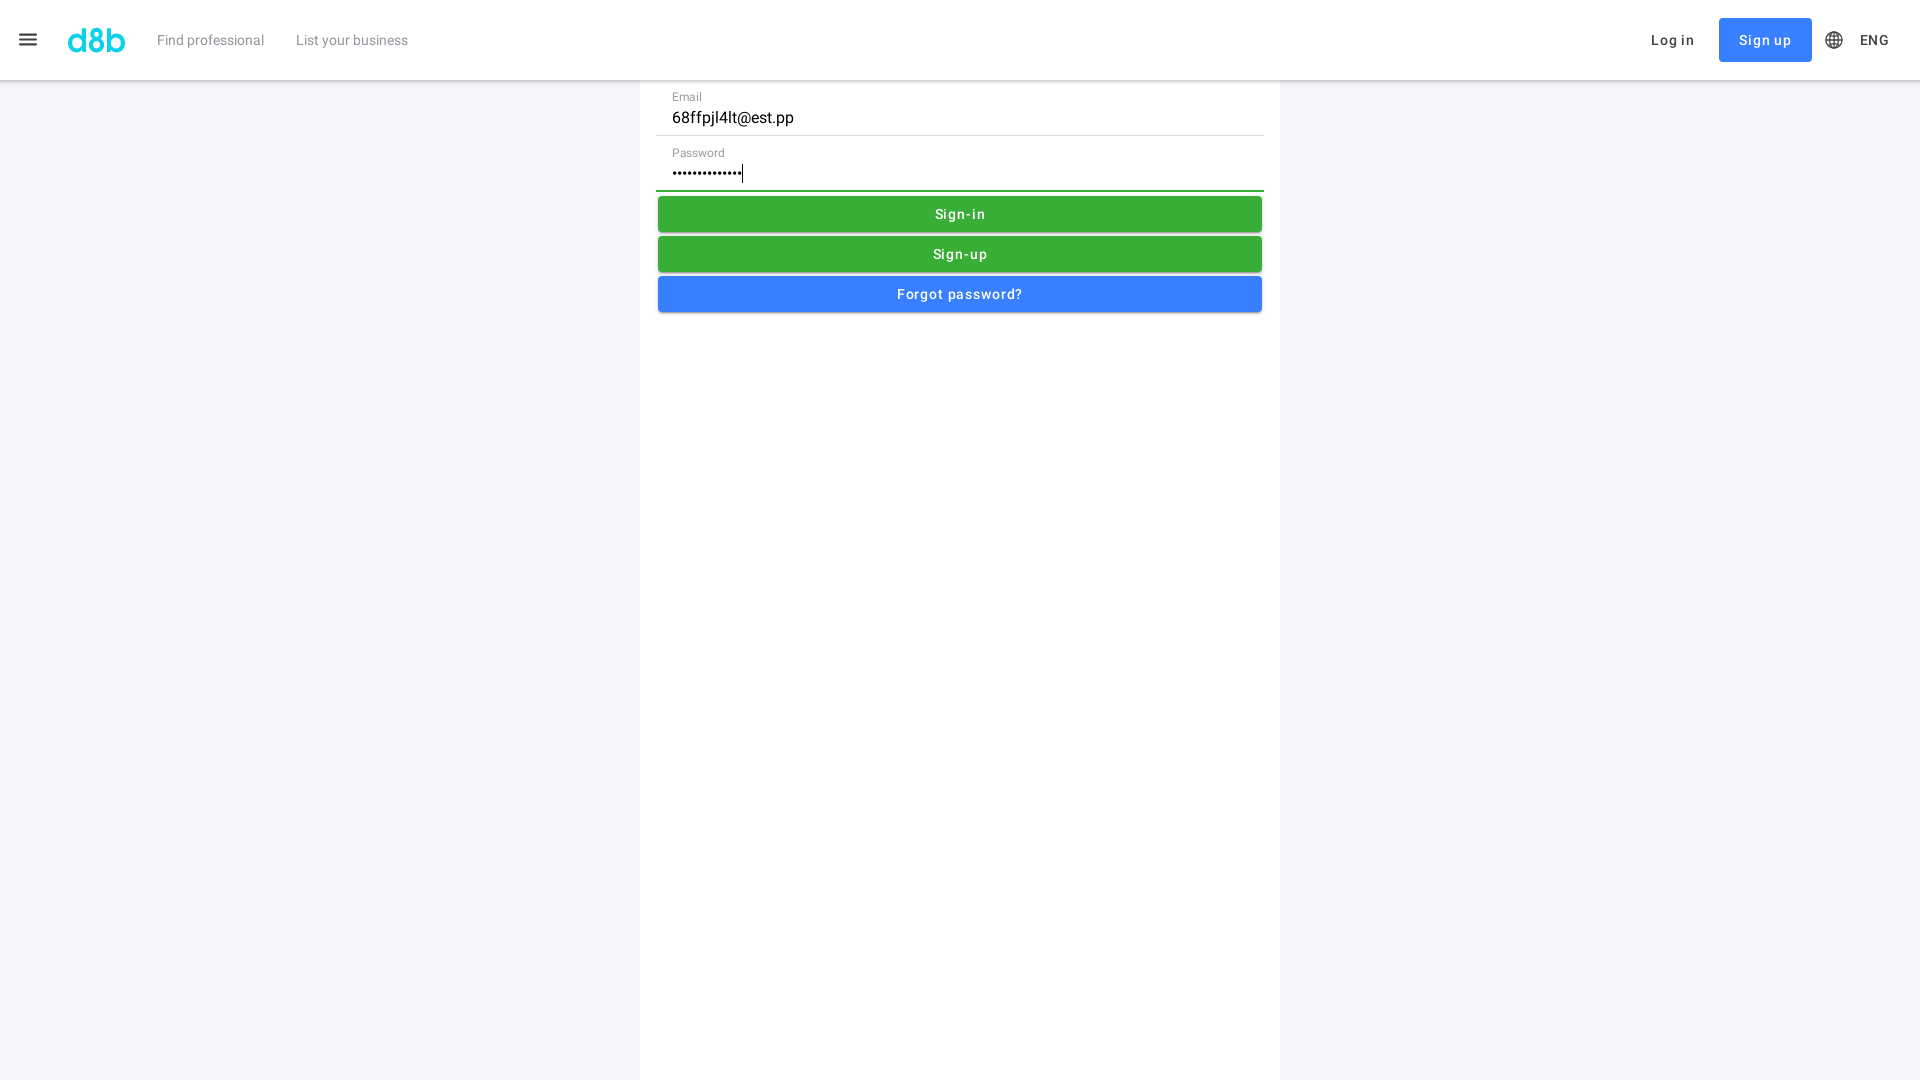 d8b
Find professional
List your business
Log in
Sign up
ENG
Email
68ffpjl4lt@est.pp
Password
••••••••••••••
Sign-in
Sign-up
Forgot password?